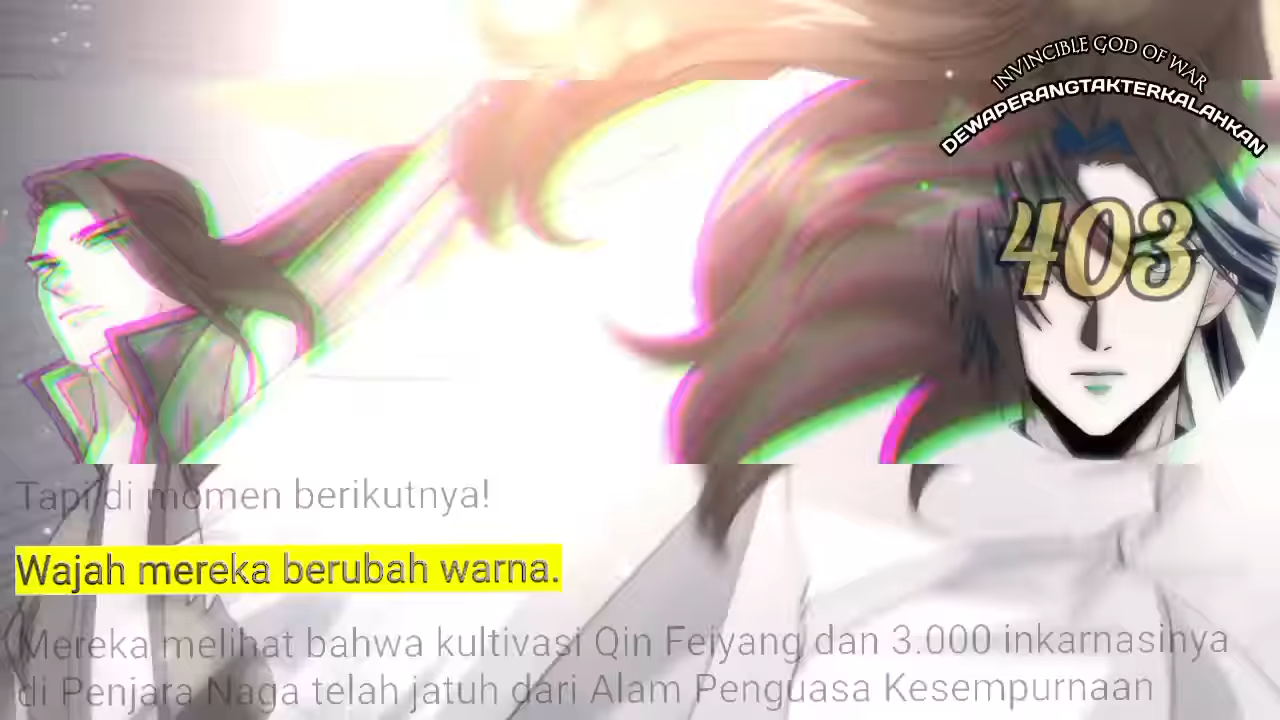 INVINCIBLE GOD OF WAR
DEWAPERANGTAKTERKALAHKAN
403
Tapi di momen berikutnya!
Wajah mereka berubah warna.
Mereka melihat bahwa kultivasi Qin Feiyang dan 3.000 inkarnasinya
di Penjara Naga telah jatuh dari Alam Penguasa Kesempurnaan